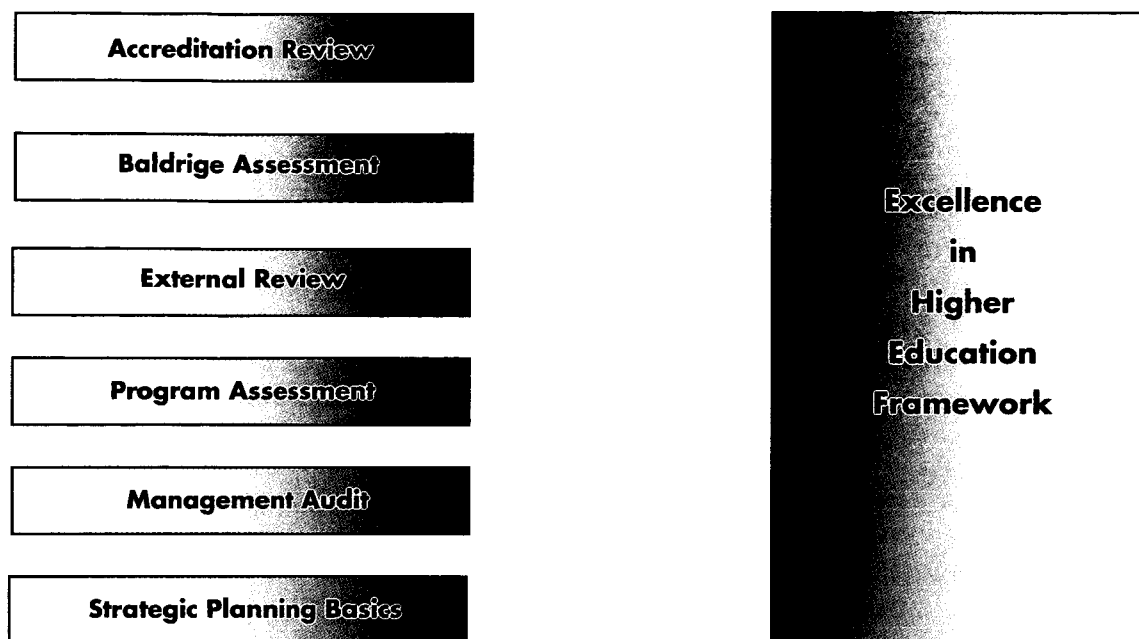 Accreditation Review
Baldrige Assessment
External Review
Program Assessment
Management Audit
Strategic Planning Basics
Excellence
in
Higher
Education
Framework